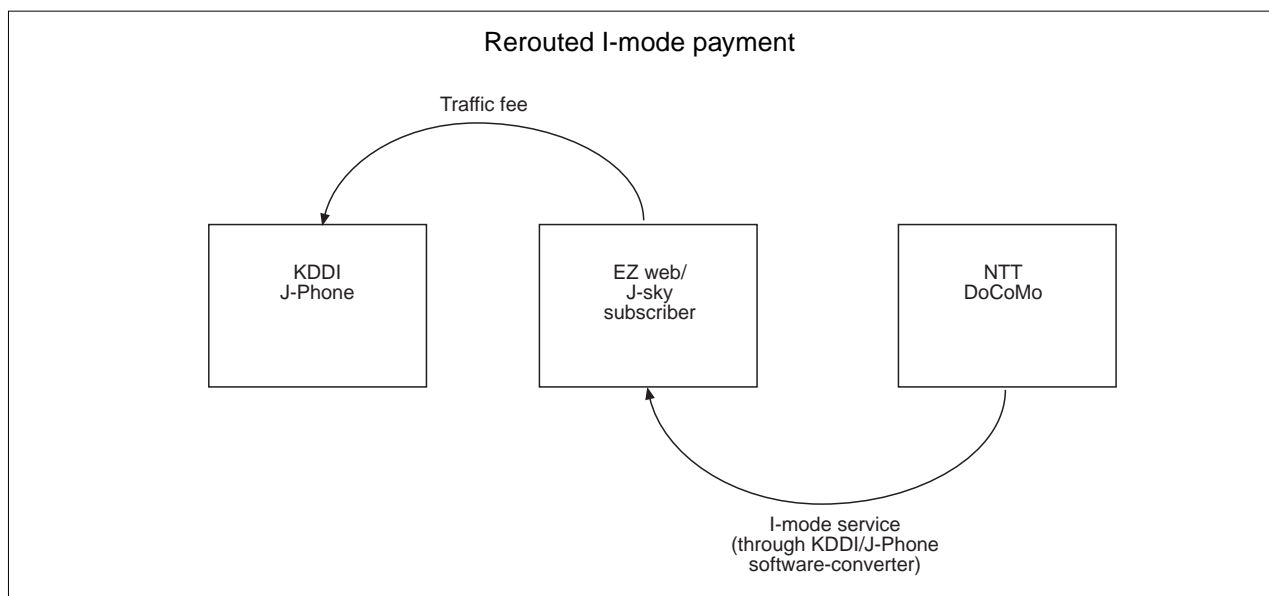 Rerouted I-mode payment
Traffic fee
KDDI
J-Phone
EZ web/
J-sky
subscriber
NTT
DoCoMo
I-mode service
(through KDDI/J-Phone
software-converter)